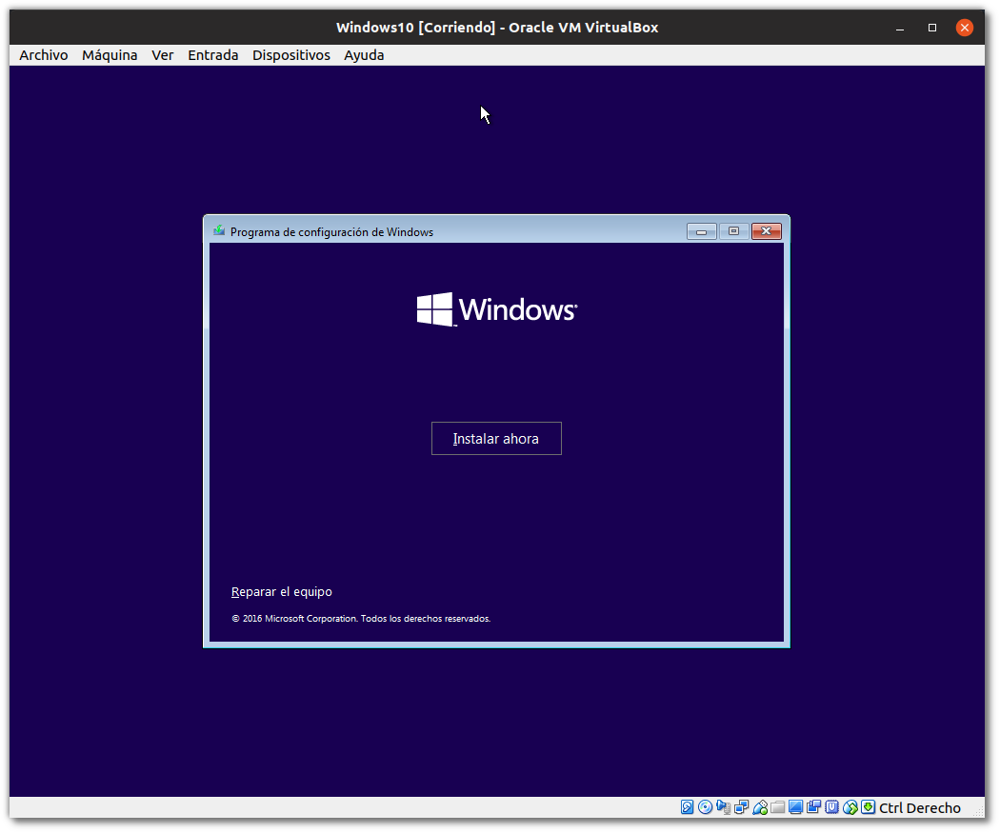 Windows10 [Corriendo] - Oracle VM VirtualBox
Archivo Máquina Ver Entrada Dispositivos Ayuda
Programa de configuración de Windows
Windows®
Instalar ahora
Reparar el equipo
© 2016 Microsoft Corporation. Todos los derechos reservados.
Ctrl Derecho